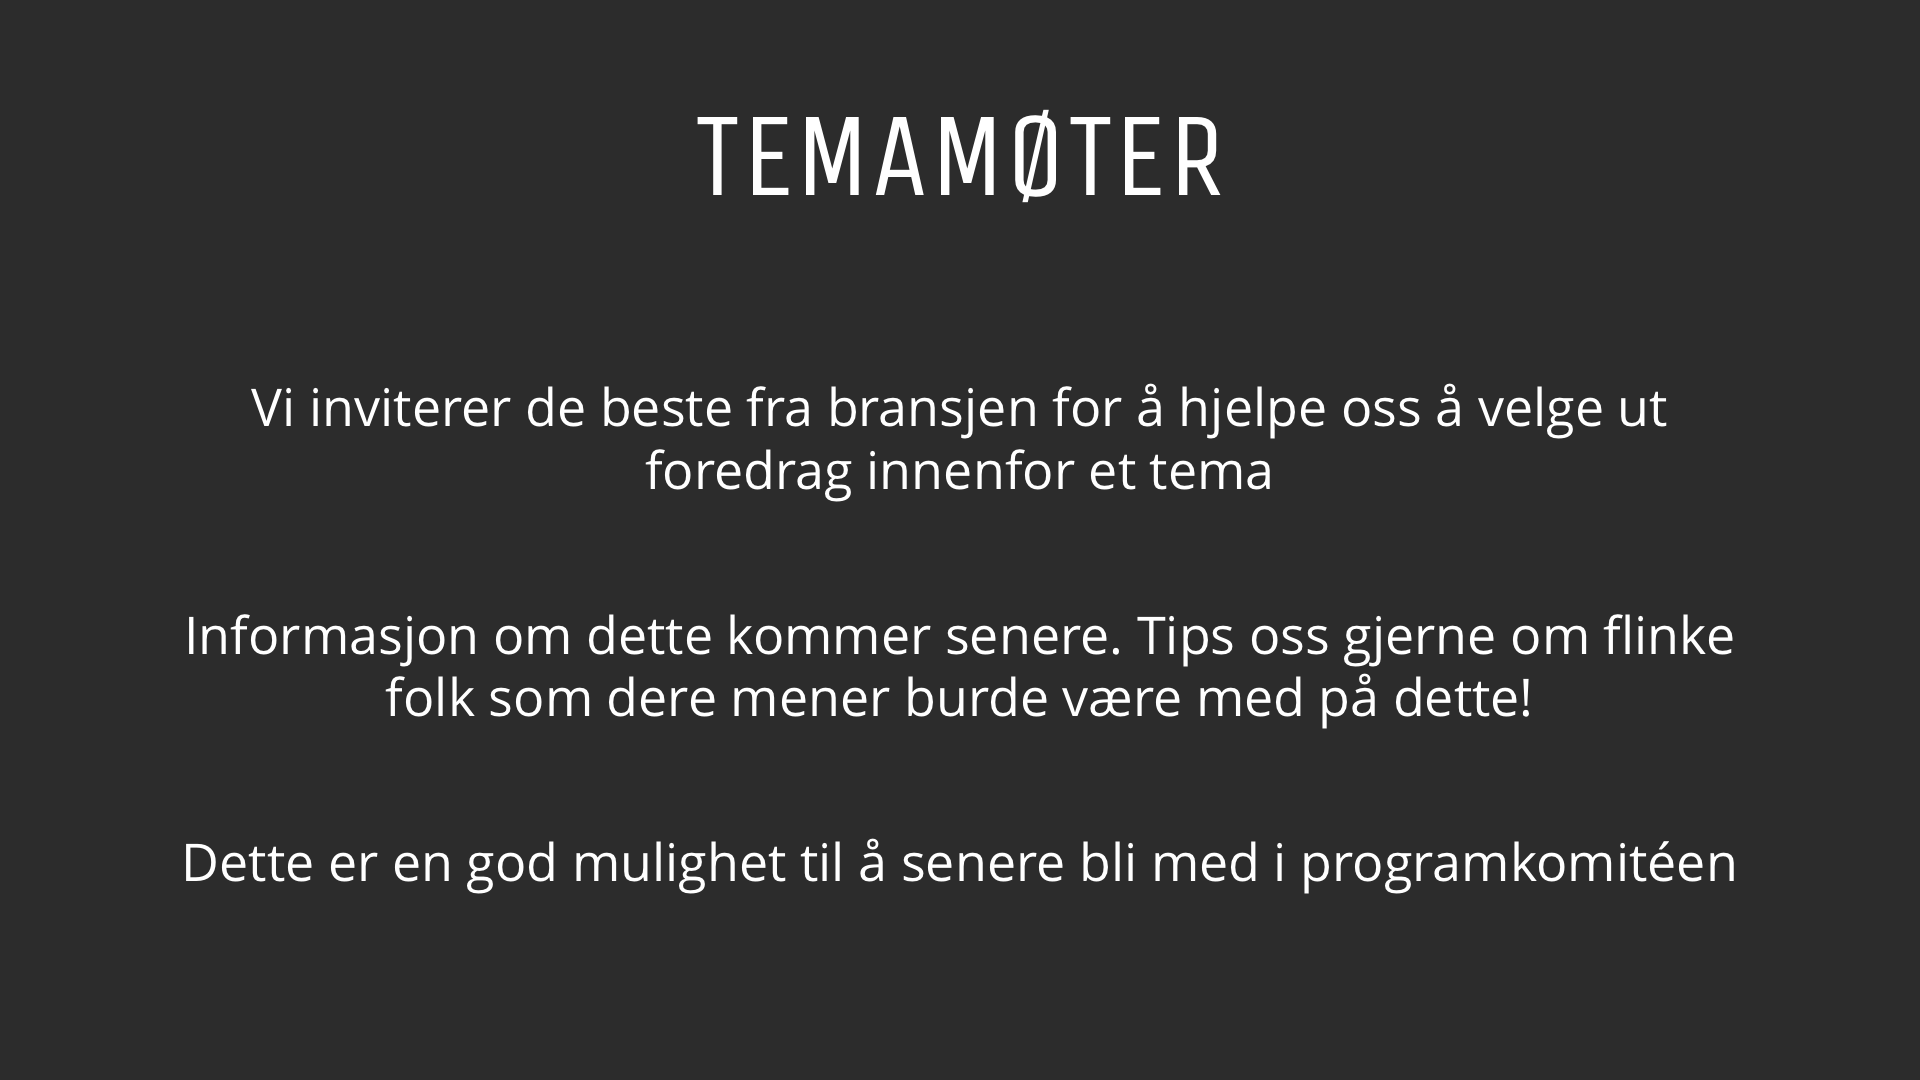 TEMAMØTER
Vi inviterer de beste fra bransjen for å hjelpe oss å velge ut
foredrag innenfor et tema
Informasjon om dette kommer senere. Tips oss gjerne om flinke
folk som dere mener burde være med på dette!
Dette er en god mulighet til å senere bli med i programkomitéen